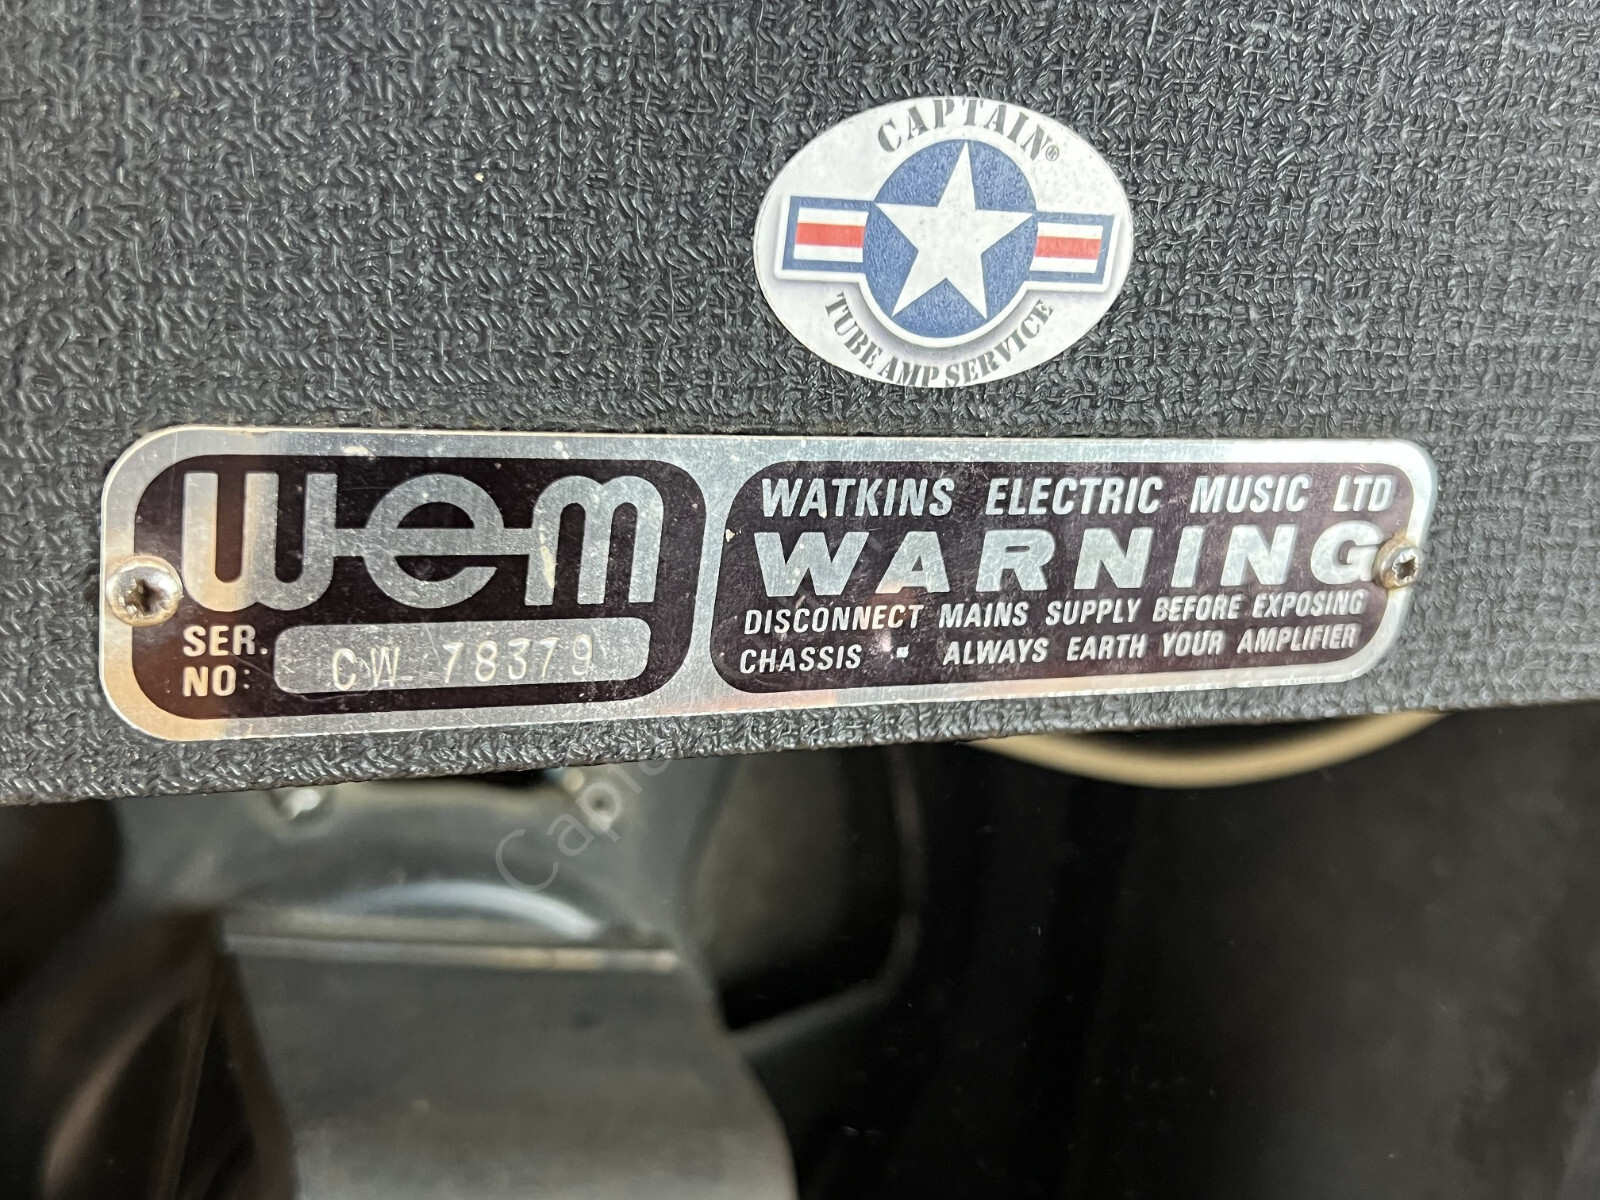 CAPTAIN®
TUBE AMP SERVICE
wem
SER.
NO: CW 78379
WATKINS ELECTRIC MUSIC LTD
WARNING
DISCONNECT MAINS SUPPLY BEFORE EXPOSING
CHASSIS - ALWAYS EARTH YOUR AMPLIFIER